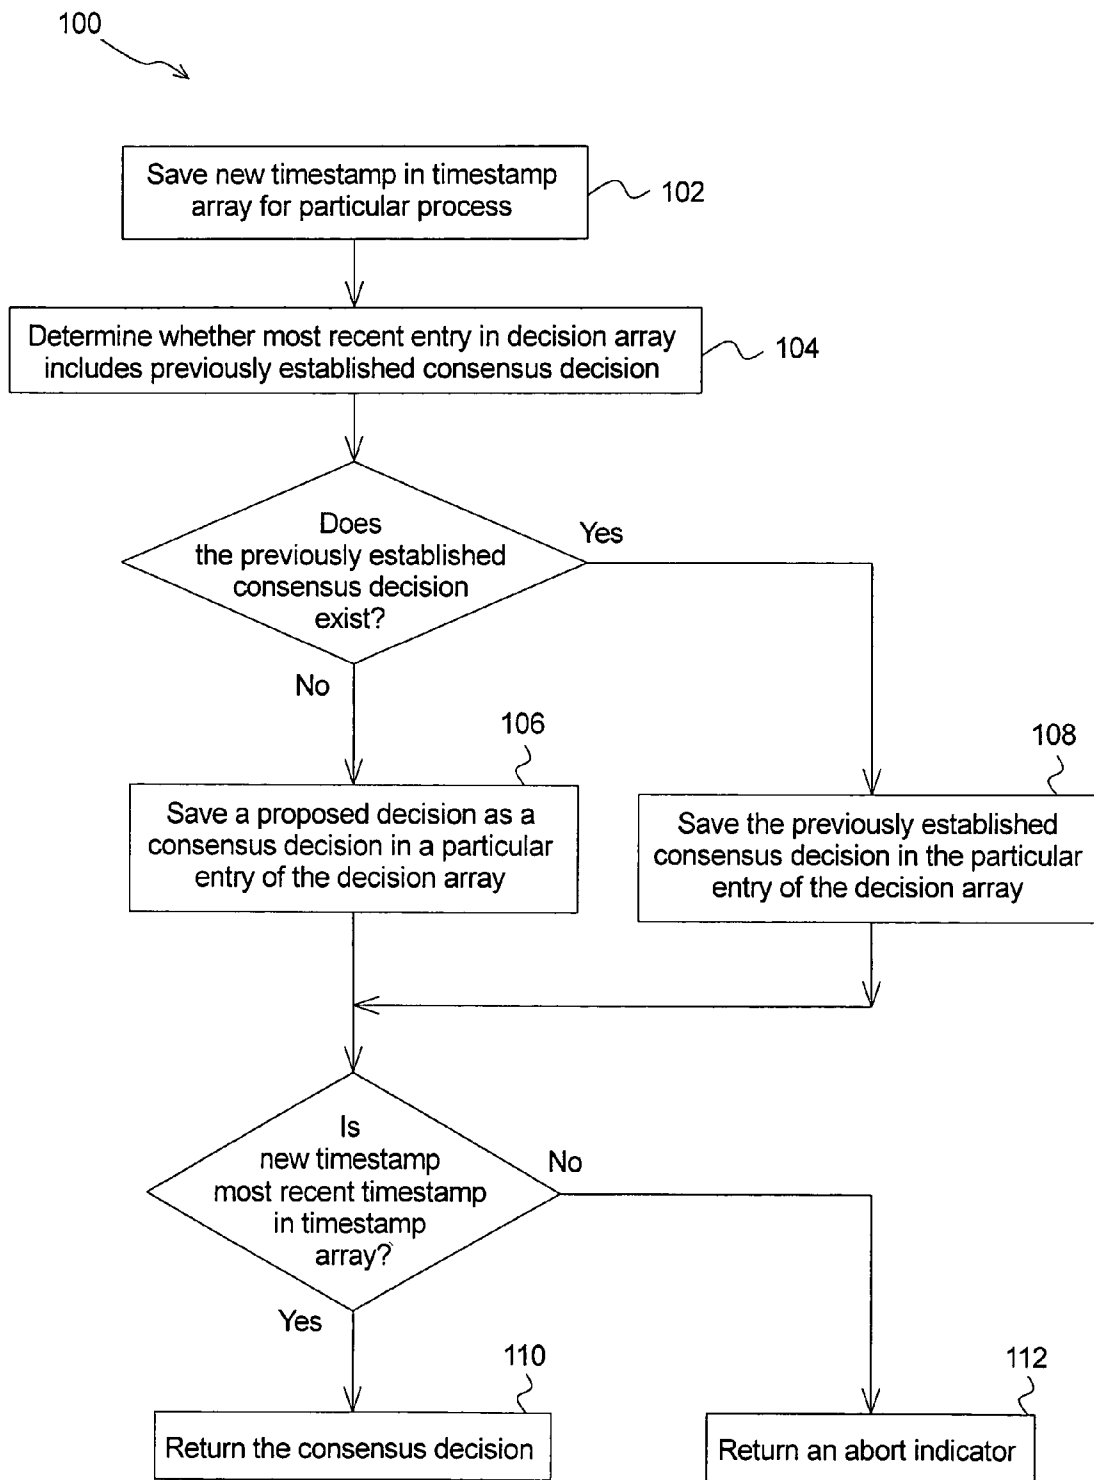 100
Save new timestamp in timestamp
array for particular process
102
Determine whether most recent entry in decision array
includes previously established consensus decision
104
Does
the previously established
consensus decision
exist?
Yes
No
106
108
Save a proposed decision as a
consensus decision in a particular
entry of the decision array
Save the previously established
consensus decision in the particular
entry of the decision array
Is
new timestamp
most recent timestamp
in timestamp
array?
No
Yes
110
112
Return the consensus decision
Return an abort indicator